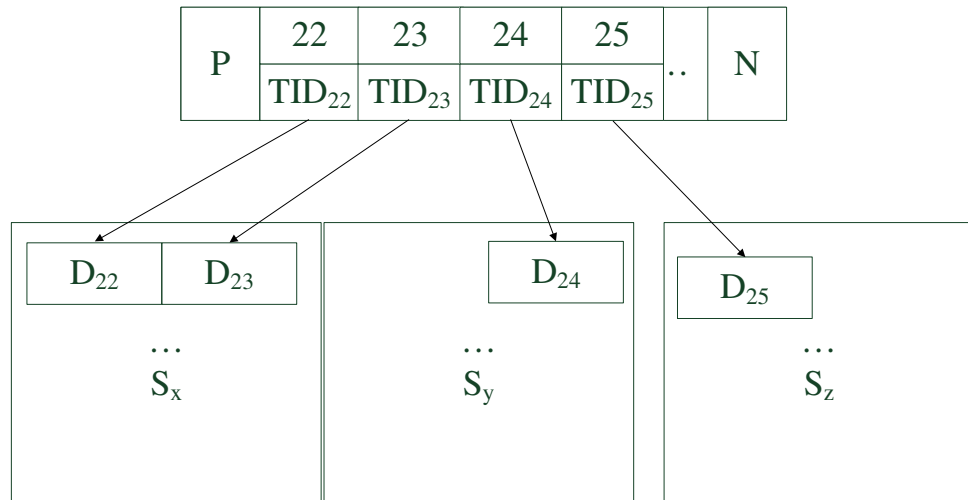 P 22 23 24 25 .. N
TID22 TID23 TID24 TID25
D22 D23 D24 D25
... ... ...
Sx Sy Sz